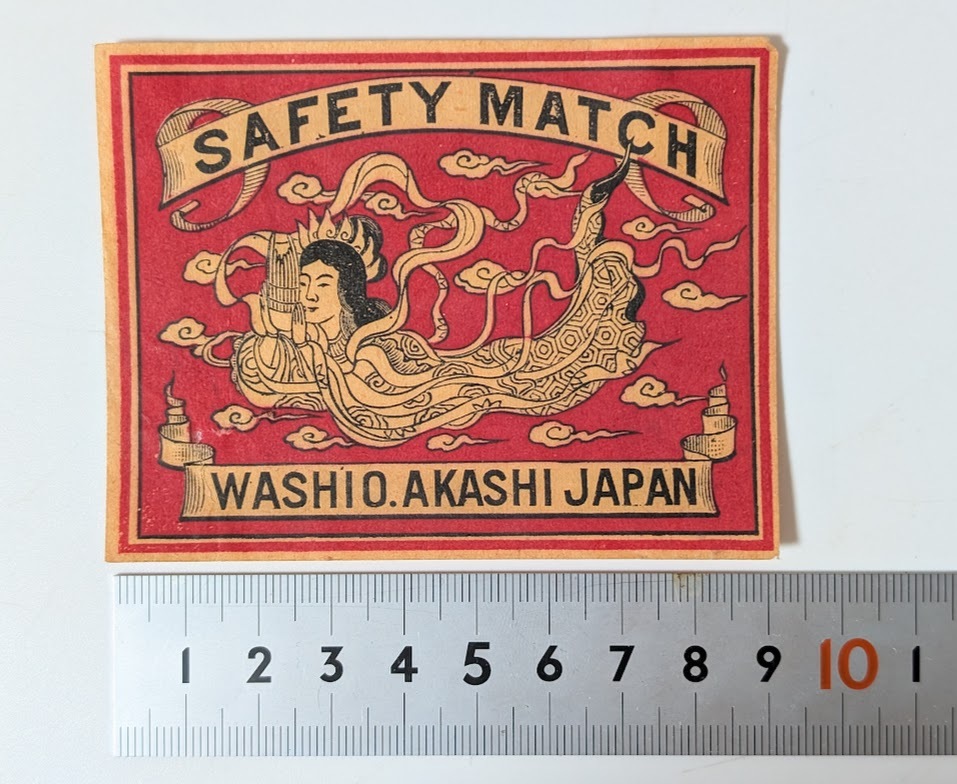 SAFETY MATCH
WASHIO. AKASHI JAPAN
1 2 3 4 5 6 7 8 9 10 1